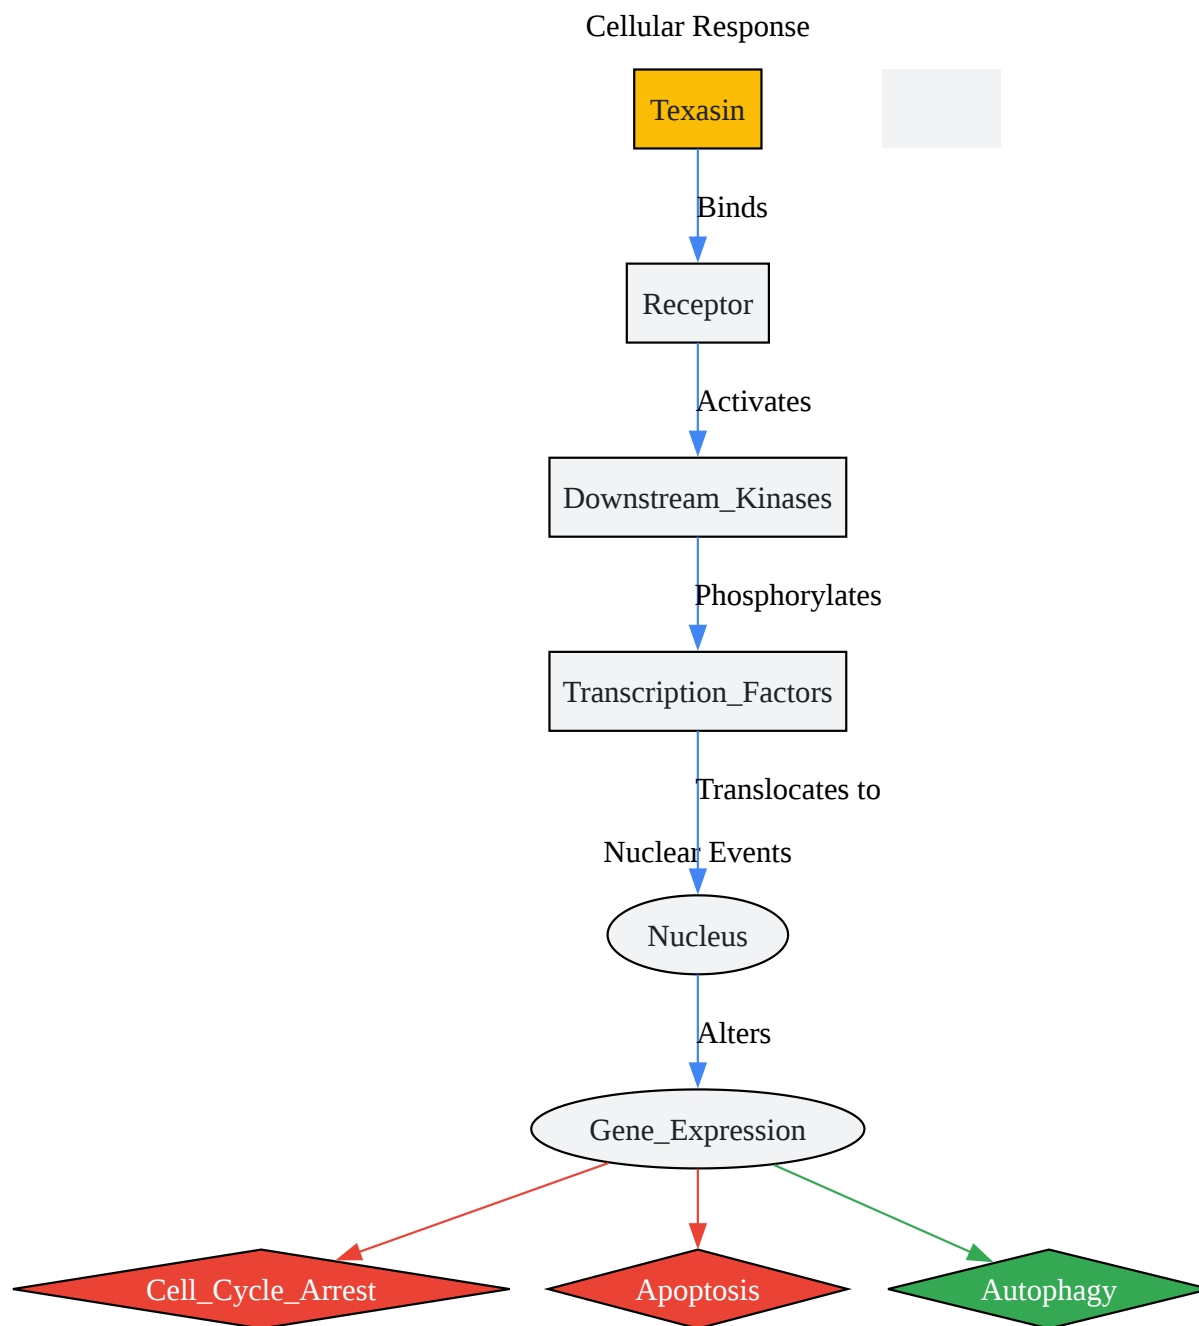 Cellular Response
Texasin
Binds
Receptor
Activates
Downstream_Kinases
Phosphorylates
Transcription_Factors
Translocates to
Nuclear Events
Nucleus
Alters
Gene_Expression
Cell_Cycle_Arrest
Apoptosis
Autophagy